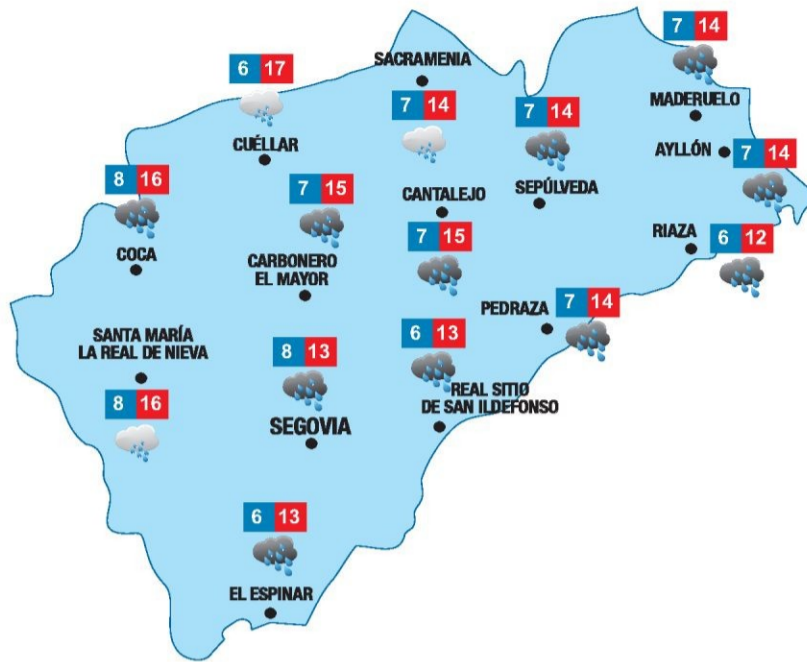 7 14
MADERUELO
SACRAMENIA
7 14
6 17
CUÉLLAR
7 14
SEPÚLVEDA
AYLLÓN
7 14
8 16
COCA
7 15
CARBONERO
EL MAYOR
CANTALEJO
7 15
RIAZA
6 12
PEDRAZA
7 14
SANTA MARÍA
LA REAL DE NIEVA
8 16
8 13
SEGOVIA
6 13
REAL SITIO
DE SAN ILDEFONSO
6 13
EL ESPINAR